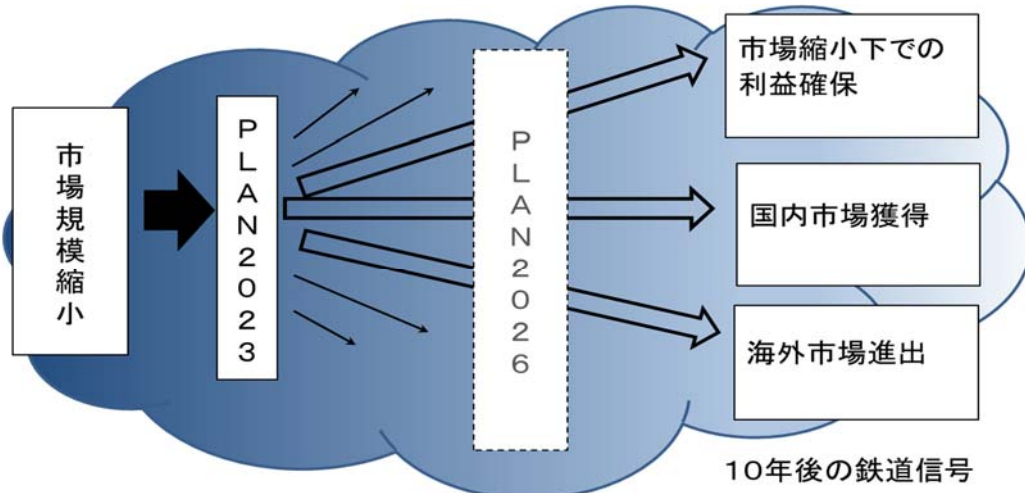 市場規模縮小
PLAN2023
PLAN2026
市場縮小下での
利益確保
国内市場獲得
海外市場進出
10年後の鉄道信号